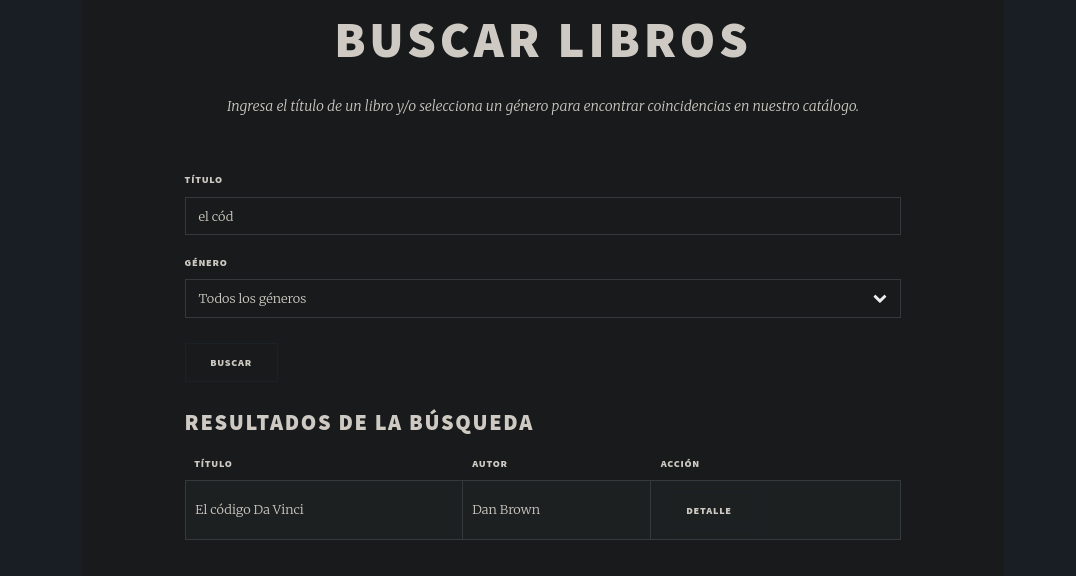 BUSCAR LIBROS
Ingresa el título de un libro y/o selecciona un género para encontrar coincidencias en nuestro catálogo.
TÍTULO
el cód
GÉNERO
Todos los géneros
BUSCAR
RESULTADOS DE LA BÚSQUEDA
TÍTULO AUTOR ACCIÓN
El código Da Vinci Dan Brown DETALLE